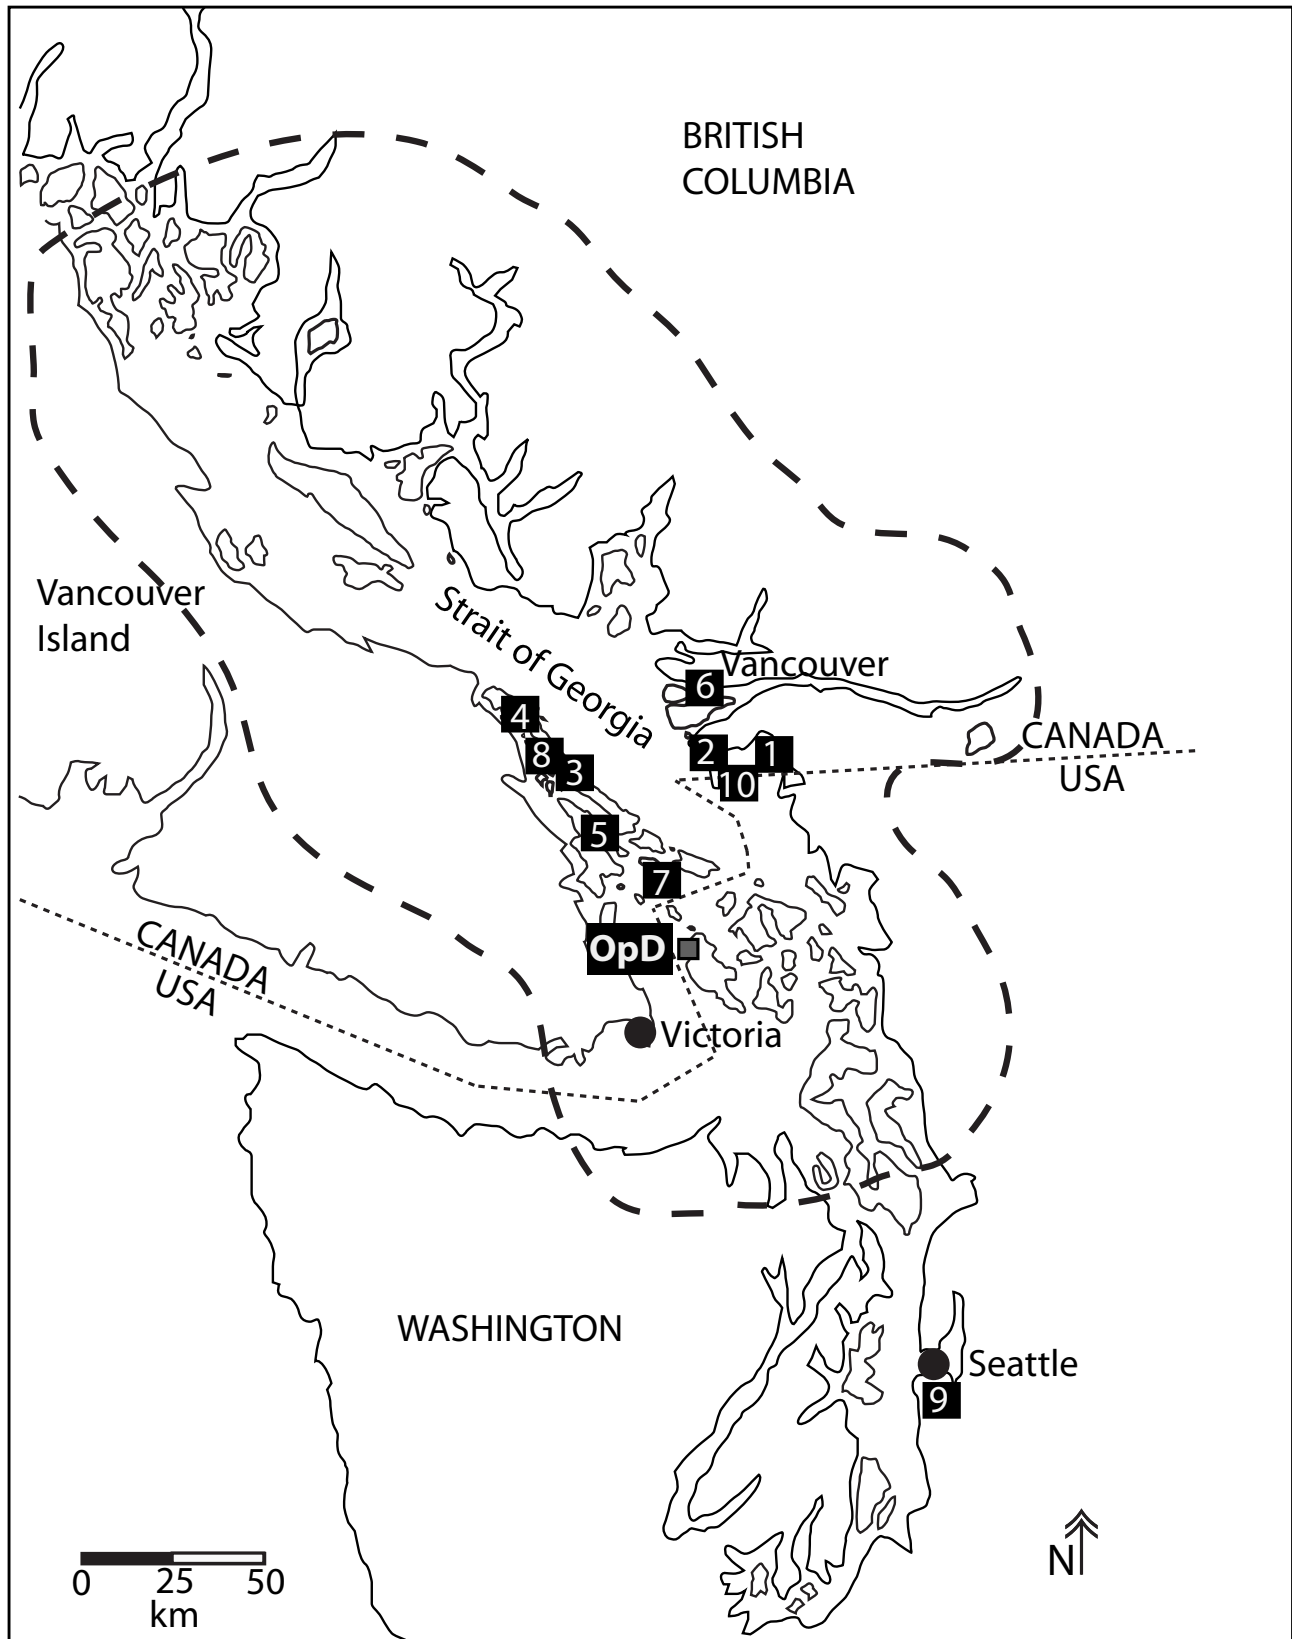 BRITISH
COLUMBIA
Vancouver
Island
Strait of Georgia
Vancouver
6
4
8
3
2
1
10
CANADA
USA
5
7
OpD
CANADA
USA
Victoria
WASHINGTON
Seattle
9
N
0 25 50
km